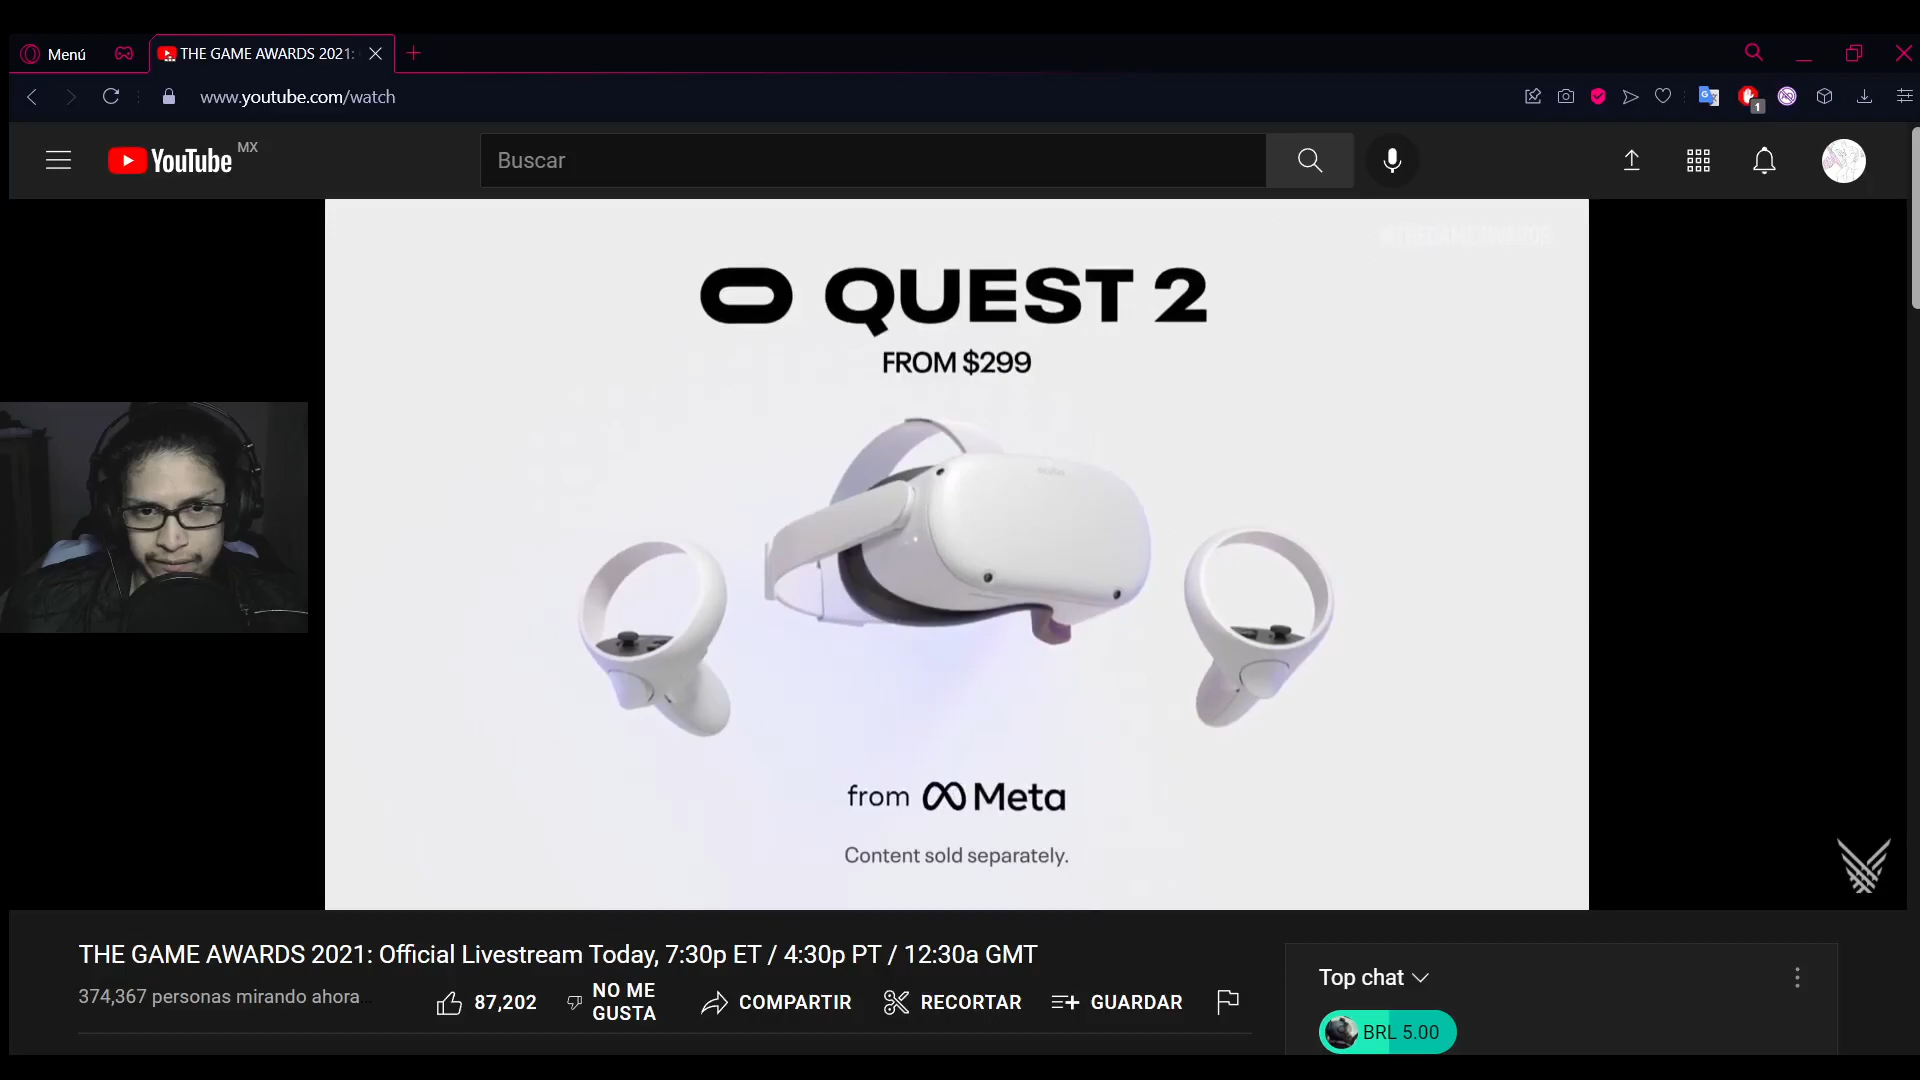 Menú
THE GAME AWARDS 2021:
www.youtube.com/watch
1
YouTube MX
Buscar
QUEST 2
FROM $299
from Meta
Content sold separately.
THE GAME AWARDS 2021: Official Livestream Today, 7:30p ET / 4:30p PT / 12:30a GMT
374,367 personas mirando ahora
87,202
NO ME
GUSTA
COMPARTIR
RECORTAR
GUARDAR
Top chat
BRL 5.00